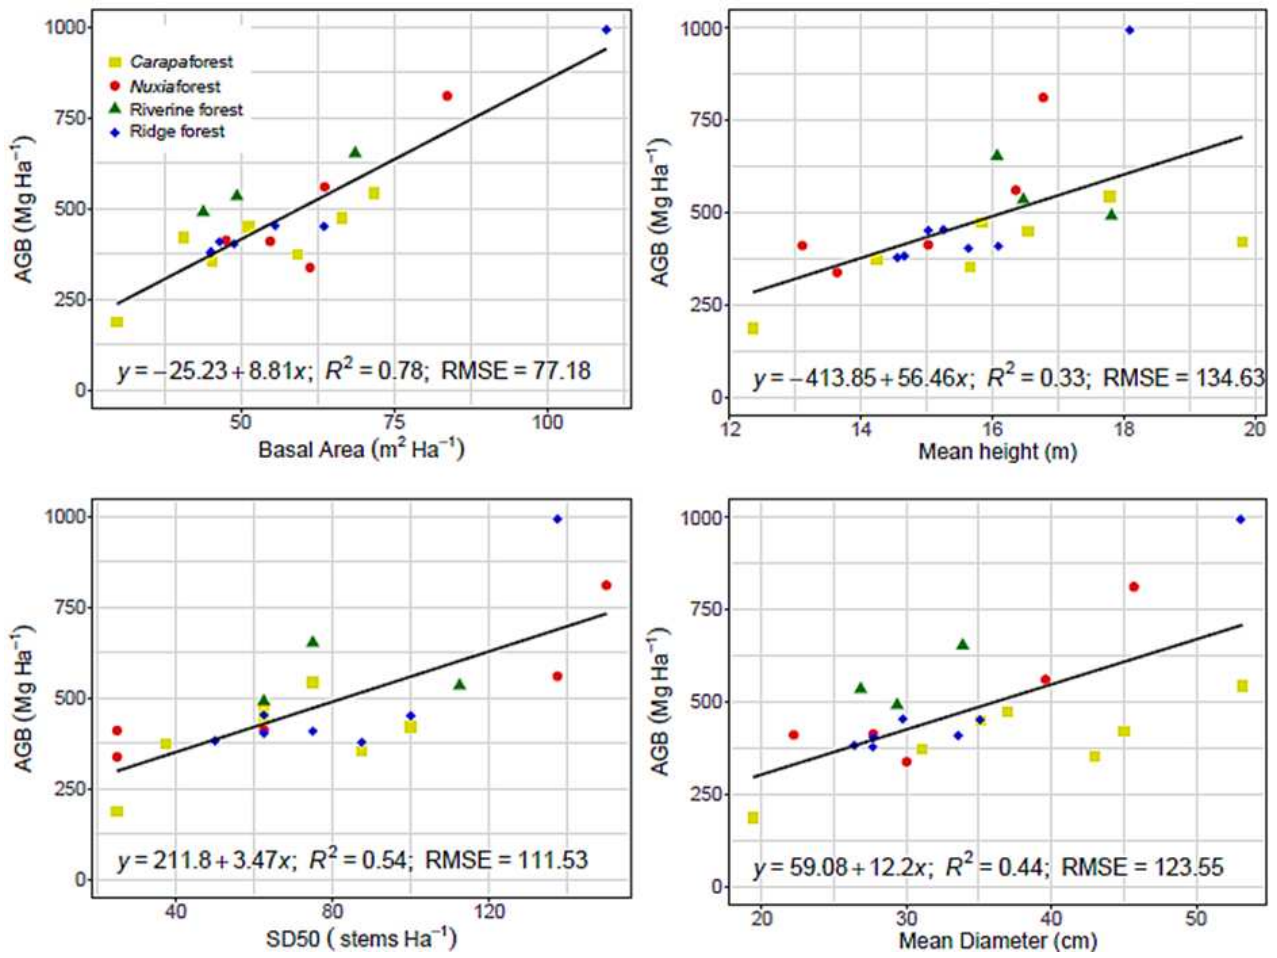 1000
750
500
250
0
AGB (Mg Ha⁻¹)
Carapaforest
Nuxiaforest
Riverine forest
Ridge forest
y = −25.23 + 8.81x; R² = 0.78; RMSE = 77.18
50 75 100
Basal Area (m² Ha⁻¹)
1000
750
500
250
0
AGB (Mg Ha⁻¹)
y = −413.85 + 56.46x; R² = 0.33; RMSE = 134.63
12 14 16 18 20
Mean height (m)
1000
750
500
250
0
AGB (Mg Ha⁻¹)
y = 211.8 + 3.47x; R² = 0.54; RMSE = 111.53
40 80 120
SD50 ( stems Ha⁻¹)
1000
750
500
250
0
AGB (Mg Ha⁻¹)
y = 59.08 + 12.2x; R² = 0.44; RMSE = 123.55
20 30 40 50
Mean Diameter (cm)